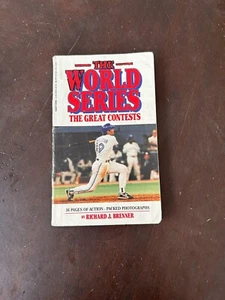 THE
WORLD
SERIES
THE GREAT CONTESTS
16 PAGES OF ACTION-PACKED PHOTOGRAPHS
BY RICHARD J. BRENNER